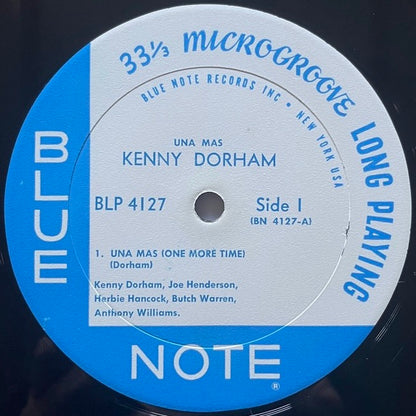 33⅓ MICROGROOVE LONG PLAYING
BLUE NOTE RECORDS INC • NEW YORK USA
UNA MAS
KENNY DORHAM
BLP 4127
Side 1
(BN 4127-A)
1. UNA MAS (ONE MORE TIME)
(Dorham)
Kenny Dorham, Joe Henderson,
Herbie Hancock, Butch Warren,
Anthony Williams.
BLUE
NOTE
®